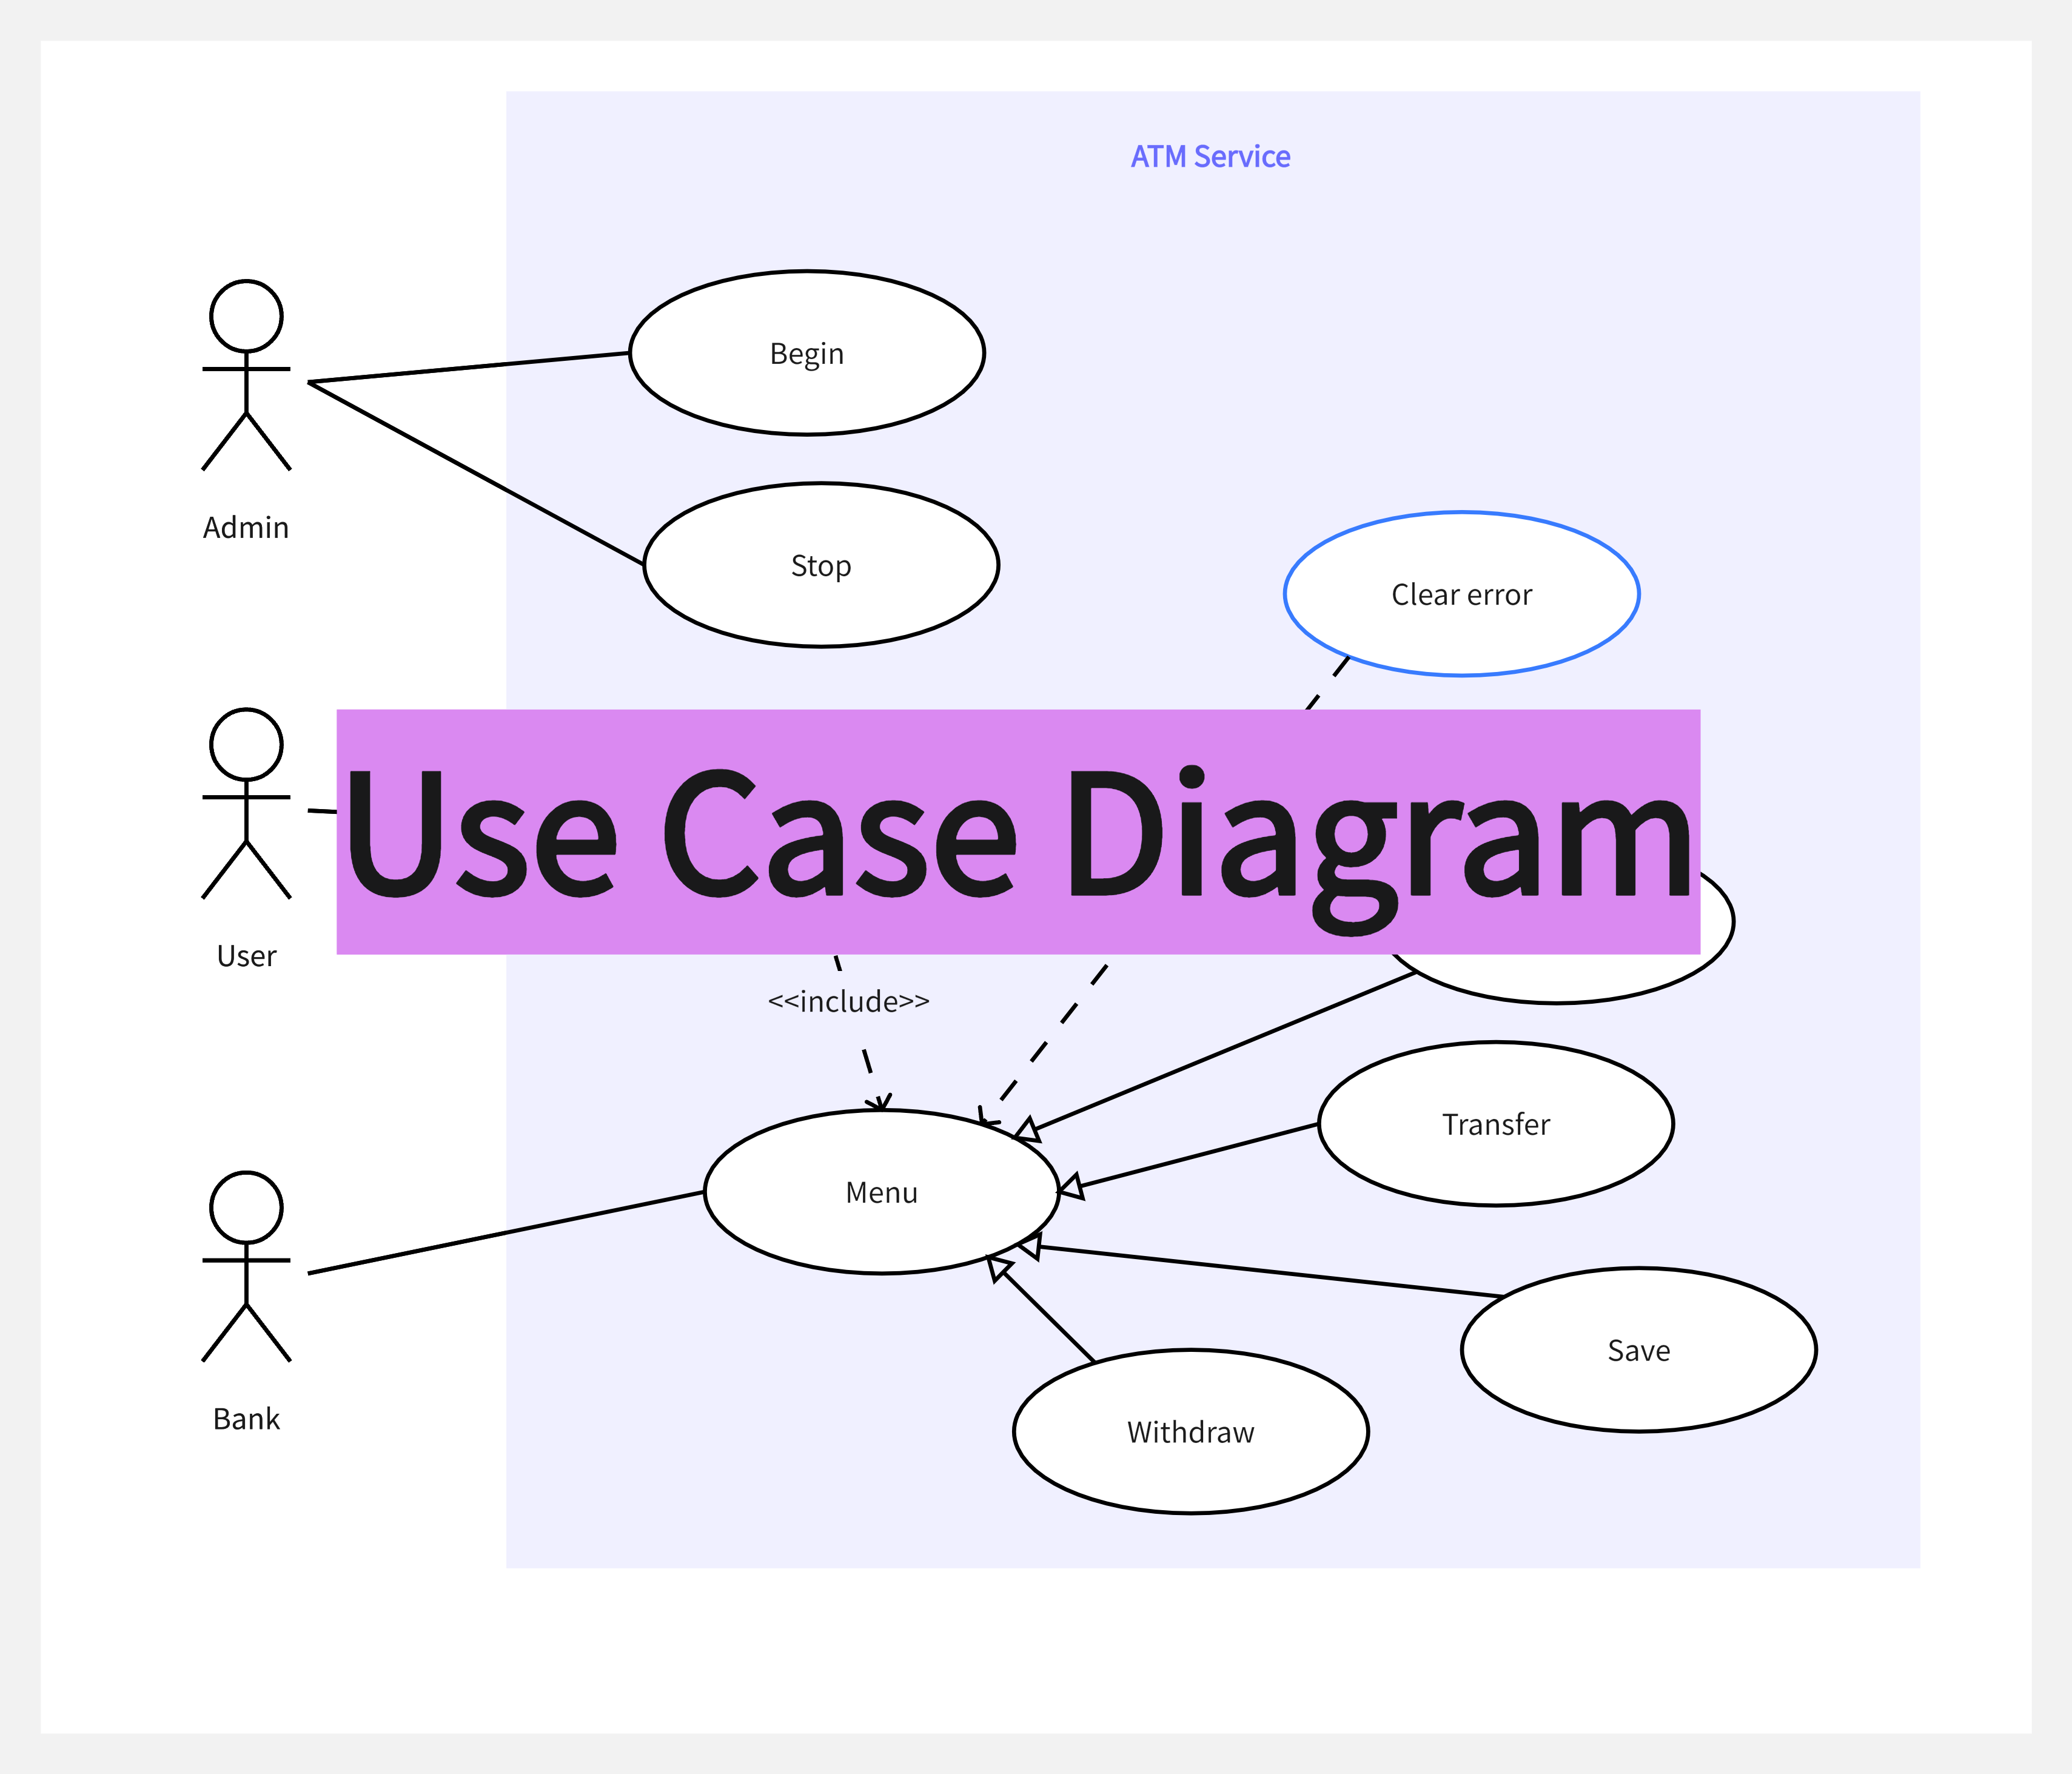 ATM Service
Begin
Admin
Stop
Clear error
Use Case Diagram
User
<<include>>
Transfer
Menu
Save
Bank
Withdraw